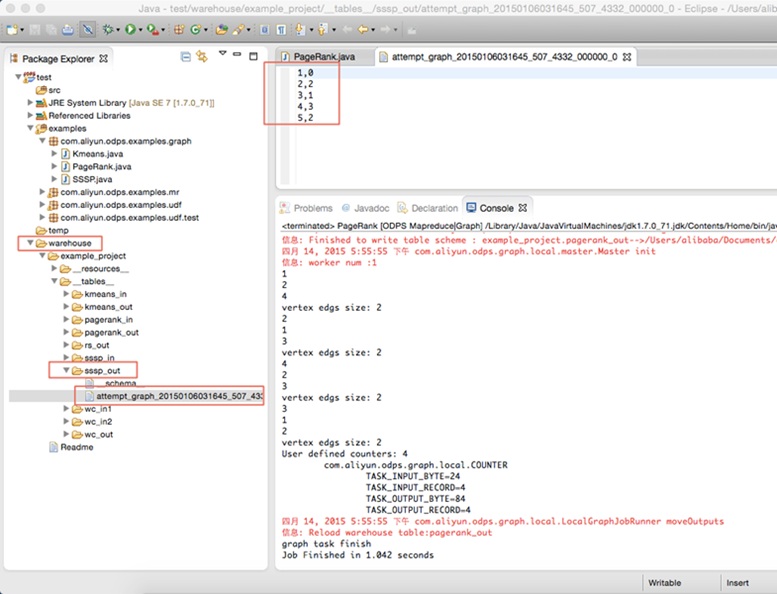 Java - test/warehouse/example_project/__tables__/sssp_out/attempt_graph_20150106031645_507_4332_000000_0 - Eclipse - /Users/aliba
Package Explorer
test
src
JRE System Library [Java SE 7 [1.7.0_71]]
Referenced Libraries
examples
com.aliyun.odps.examples.graph
Kmeans.java
PageRank.java
SSSP.java
com.aliyun.odps.examples.mr
com.aliyun.odps.examples.udf
com.aliyun.odps.examples.udf.test
temp
warehouse
example_project
__resources__
__tables__
kmeans_in
kmeans_out
pagerank_in
pagerank_out
rs_out
sssp_in
sssp_out
__schema__
attempt_graph_20150106031645_507_433
wc_in1
wc_in2
wc_out
Readme
PageRank.java
attempt_graph_20150106031645_507_4332_000000_0
1,0
2,2
3,1
4,3
5,2
Problems
Javadoc
Declaration
Console
<terminated> PageRank [ODPS Mapreduce|Graph] /Library/Java/JavaVirtualMachines/jdk1.7.0_71.jdk/Contents/Home/bin/jav
信息: Finished to write table scheme : example_project.pagerank_out-->/Users/alibaba/Documents/
四月 14, 2015 5:55:55 下午 com.aliyun.odps.graph.local.master.Master init
信息: worker num :1
1
2
4
vertex edgs size: 2
2
1
3
vertex edgs size: 2
4
2
3
vertex edgs size: 2
3
1
2
vertex edgs size: 2
User defined counters: 4
com.aliyun.odps.graph.local.COUNTER
TASK_INPUT_BYTE=24
TASK_INPUT_RECORD=4
TASK_OUTPUT_BYTE=84
TASK_OUTPUT_RECORD=4
四月 14, 2015 5:55:55 下午 com.aliyun.odps.graph.local.LocalGraphJobRunner moveOutputs
信息: Reload warehouse table:pagerank_out
graph task finish
Job Finished in 1.042 seconds
Writable
Insert